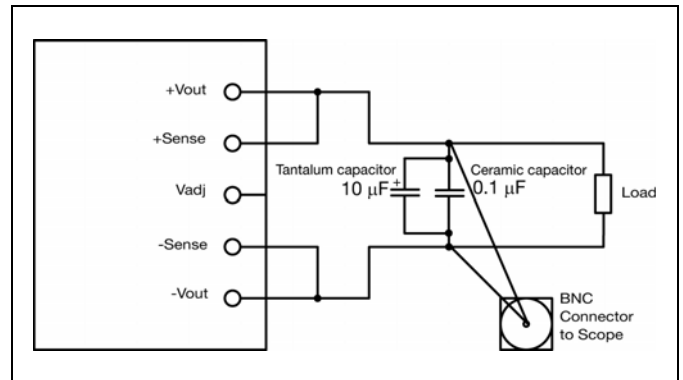 +Vout
+Sense
Vadj
-Sense
-Vout
Tantalum capacitor
10 μF +
Ceramic capacitor
0.1 μF
Load
BNC
Connector
to Scope